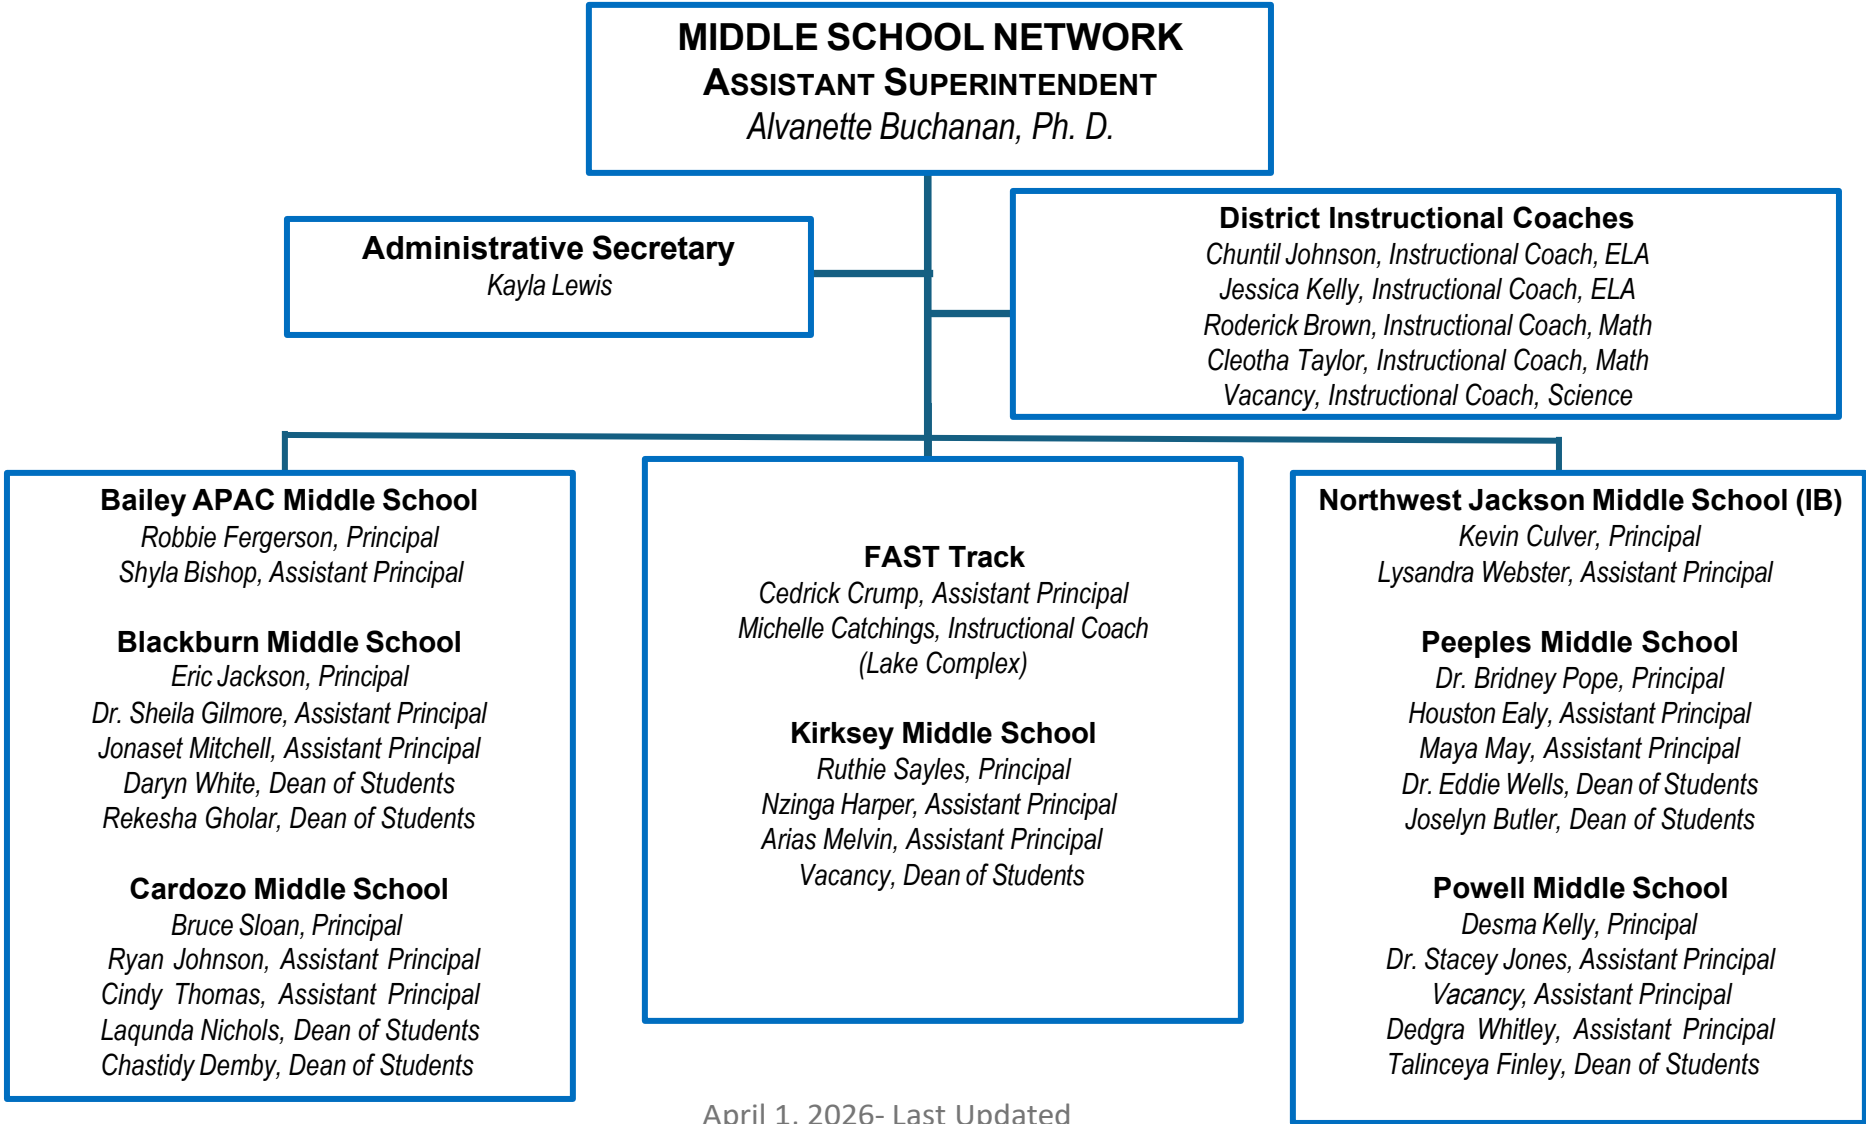 MIDDLE SCHOOL NETWORK
ASSISTANT SUPERINTENDENT
Alvanette Buchanan, Ph. D.
Administrative Secretary
Kayla Lewis
District Instructional Coaches
Chuntil Johnson, Instructional Coach, ELA
Jessica Kelly, Instructional Coach, ELA
Roderick Brown, Instructional Coach, Math
Cleotha Taylor, Instructional Coach, Math
Vacancy, Instructional Coach, Science
Bailey APAC Middle School
Robbie Fergerson, Principal
Shyla Bishop, Assistant Principal
Blackburn Middle School
Eric Jackson, Principal
Dr. Sheila Gilmore, Assistant Principal
Jonaset Mitchell, Assistant Principal
Daryn White, Dean of Students
Rekesha Gholar, Dean of Students
Cardozo Middle School
Bruce Sloan, Principal
Ryan Johnson, Assistant Principal
Cindy Thomas, Assistant Principal
Laqunda Nichols, Dean of Students
Chastidy Demby, Dean of Students
FAST Track
Cedrick Crump, Assistant Principal
Michelle Catchings, Instructional Coach
(Lake Complex)
Kirksey Middle School
Ruthie Sayles, Principal
Nzinga Harper, Assistant Principal
Arias Melvin, Assistant Principal
Vacancy, Dean of Students
Northwest Jackson Middle School (IB)
Kevin Culver, Principal
Lysandra Webster, Assistant Principal
Peeples Middle School
Dr. Bridney Pope, Principal
Houston Ealy, Assistant Principal
Maya May, Assistant Principal
Dr. Eddie Wells, Dean of Students
Joselyn Butler, Dean of Students
Powell Middle School
Desma Kelly, Principal
Dr. Stacey Jones, Assistant Principal
Vacancy, Assistant Principal
Dedgra Whitley, Assistant Principal
Talinceya Finley, Dean of Students
April 1, 2026- Last Updated